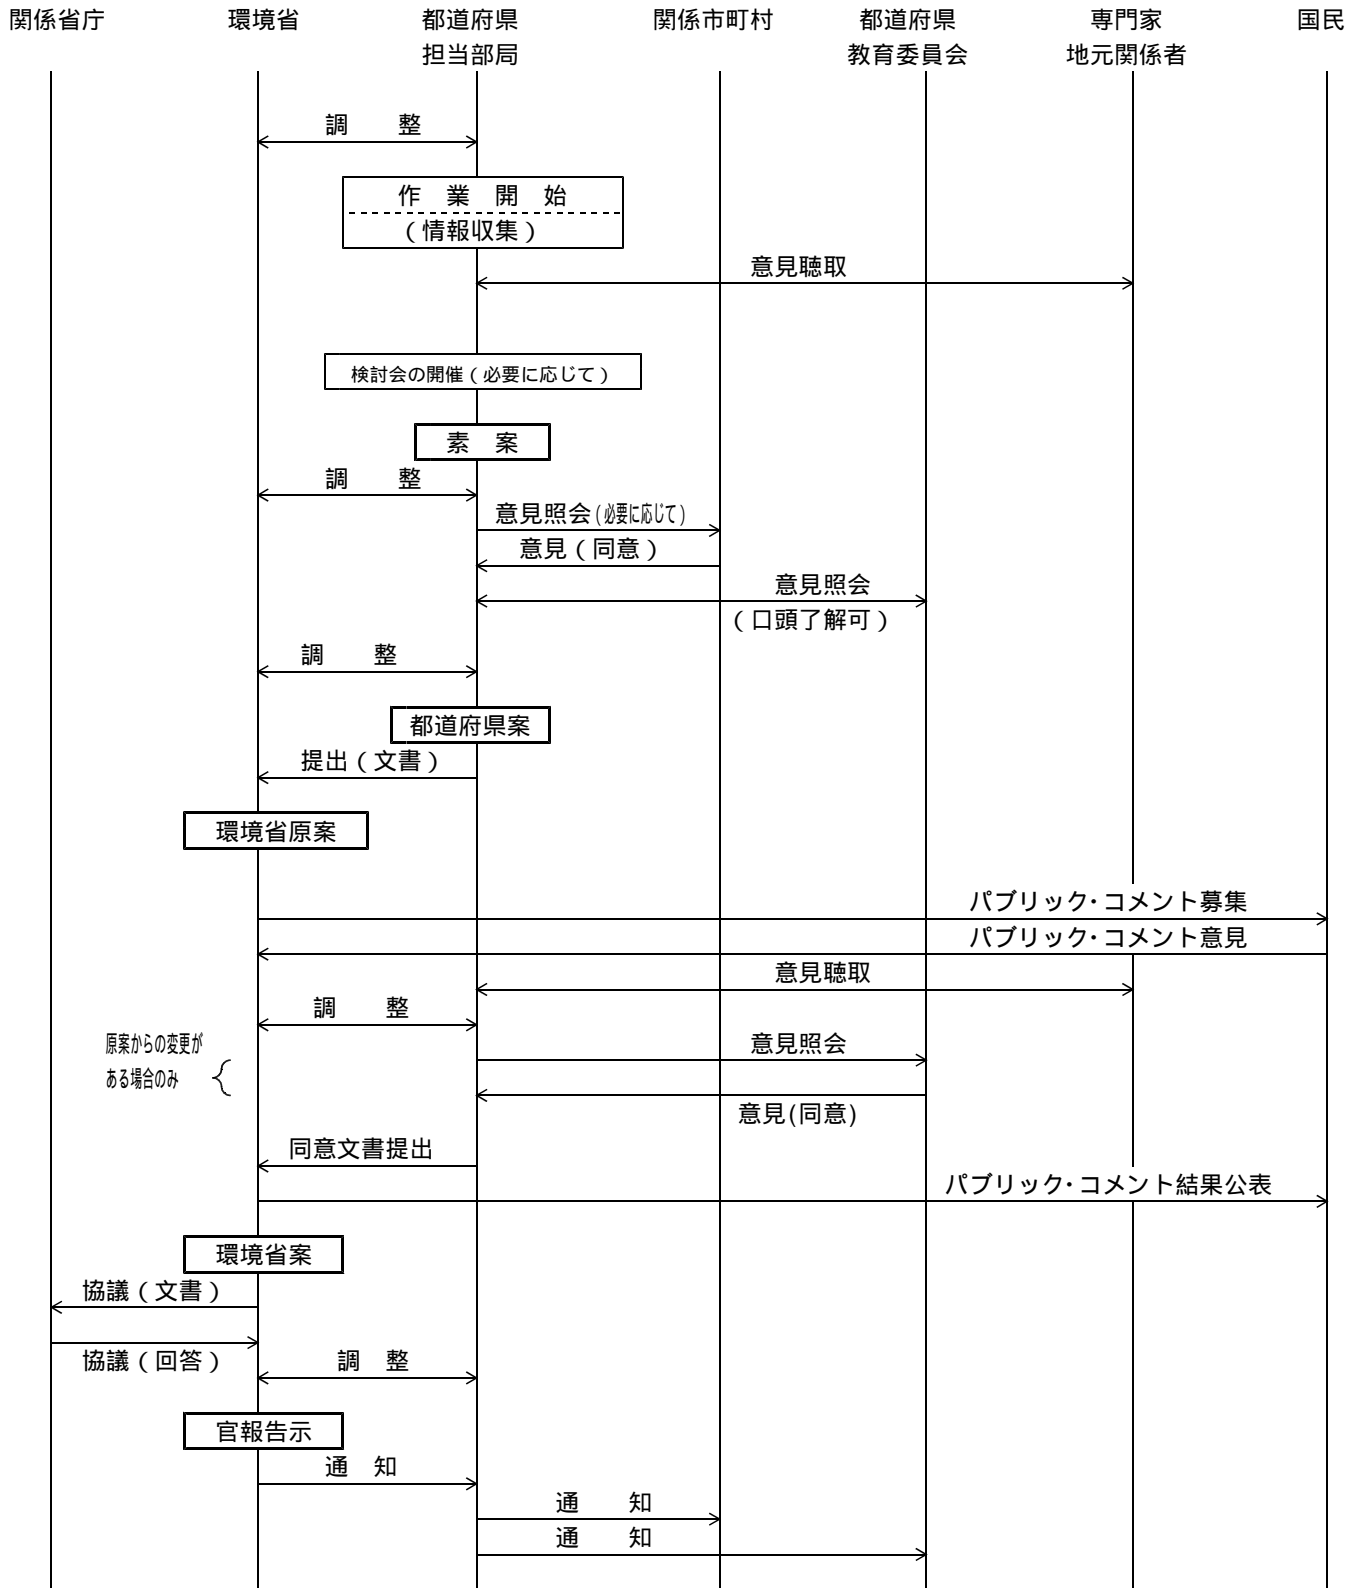 関係省庁 環境省 都道府県 関係市町村 都道府県 専門家 国民
担当部局 教育委員会 地元関係者
調　　整
作　業　開　始
（情報収集）
意見聴取
検討会の開催（必要に応じて）
素　案
調　　整
意見照会(必要に応じて)
意見（同意）
意見照会
（口頭了解可）
調　　整
都道府県案
提出（文書）
環境省原案
パブリック・コメント募集
パブリック・コメント意見
意見聴取
調　　整
原案からの変更が
意見照会
ある場合のみ
意見(同意)
同意文書提出
パブリック・コメント結果公表
環境省案
協議（文書）
協議（回答） 調　整
官報告示
通　知
通　　知
通　　知